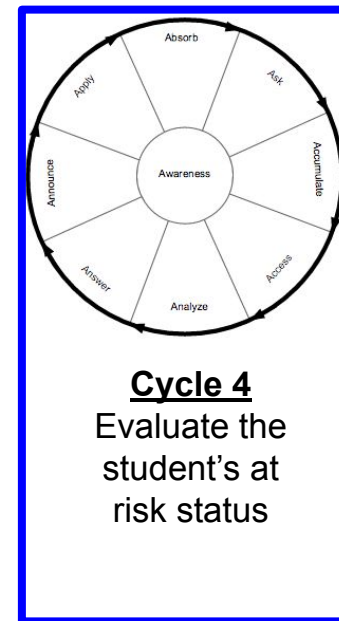 Absorb
Ask
Accumulate
Access
Analyze
Answer
Announce
Apply
Awareness
Cycle 4
Evaluate the
student's at
risk status